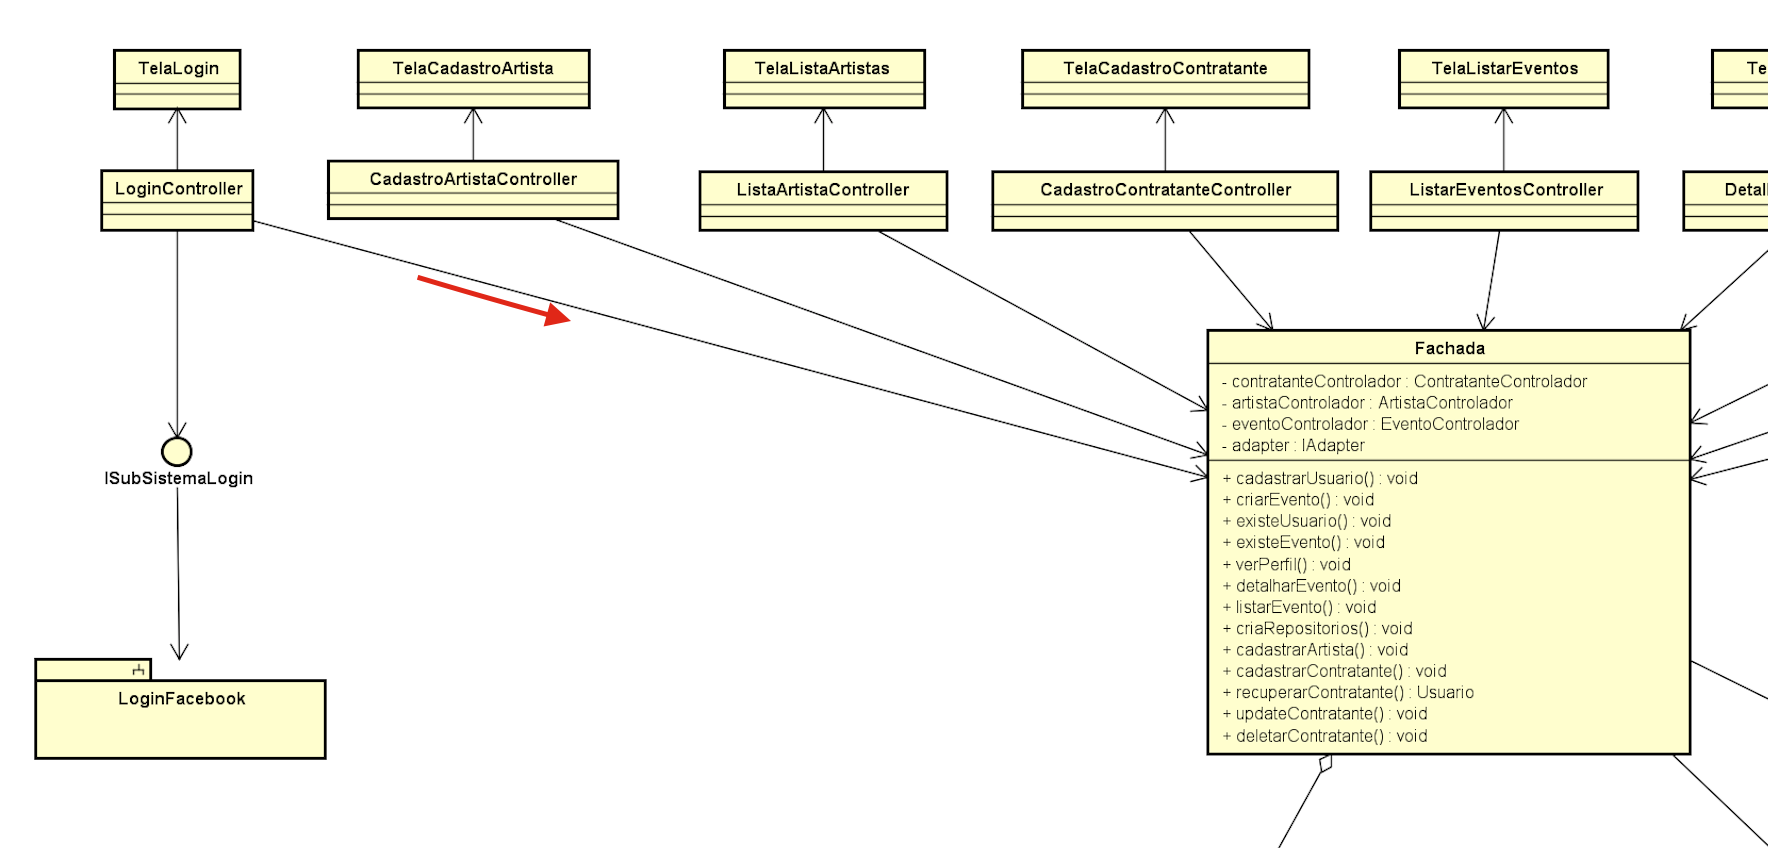 TelaLogin
TelaCadastroArtista
TelaListaArtistas
TelaCadastroContratante
TelaListarEventos
Te
LoginController
CadastroArtistaController
ListaArtistaController
CadastroContratanteController
ListarEventosController
Detal
Fachada
- contratanteControlador : ContratanteControlador
- artistaControlador : ArtistaControlador
- eventoControlador : EventoControlador
- adapter : IAdapter
+ cadastrarUsuario() : void
+ criarEvento() : void
+ existeUsuario() : void
+ existeEvento() : void
+ verPerfil() : void
+ detalharEvento() : void
+ listarEvento() : void
+ criaRepositorios() : void
+ cadastrarArtista() : void
+ cadastrarContratante() : void
+ recuperarContratante() : Usuario
+ updateContratante() : void
+ deletarContratante() : void
ISubSistemaLogin
LoginFacebook